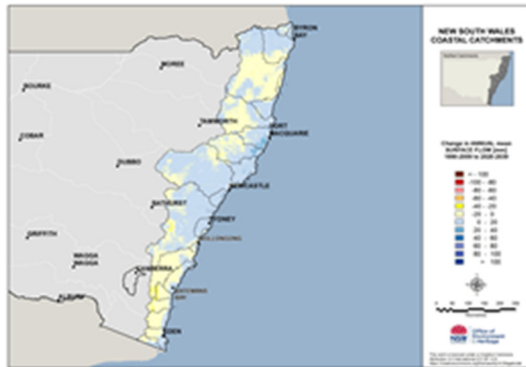 NEW SOUTH WALES
COASTAL CATCHMENTS
BYRON
BAY
MOREE
BOURKE
TAMWORTH
PORT
MACQUARIE
COBAR
DUBBO
NEWCASTLE
BATHURST
SYDNEY
GRIFFITH
WOLLONGONG
WAGGA
WAGGA
CANBERRA
BATEMANS
BAY
ALBURY
EDEN
Change in ANNUAL mean
SURFACE FLOW [mm]
1990-2009 to 2020-2039
< - 100
-100 - -80
-80 - -60
-60 - -40
-40 - -20
-20 - 0
0 - 20
20 - 40
40 - 60
60 - 80
80 - 100
> 100
NSW
Office of
Environment
& Heritage